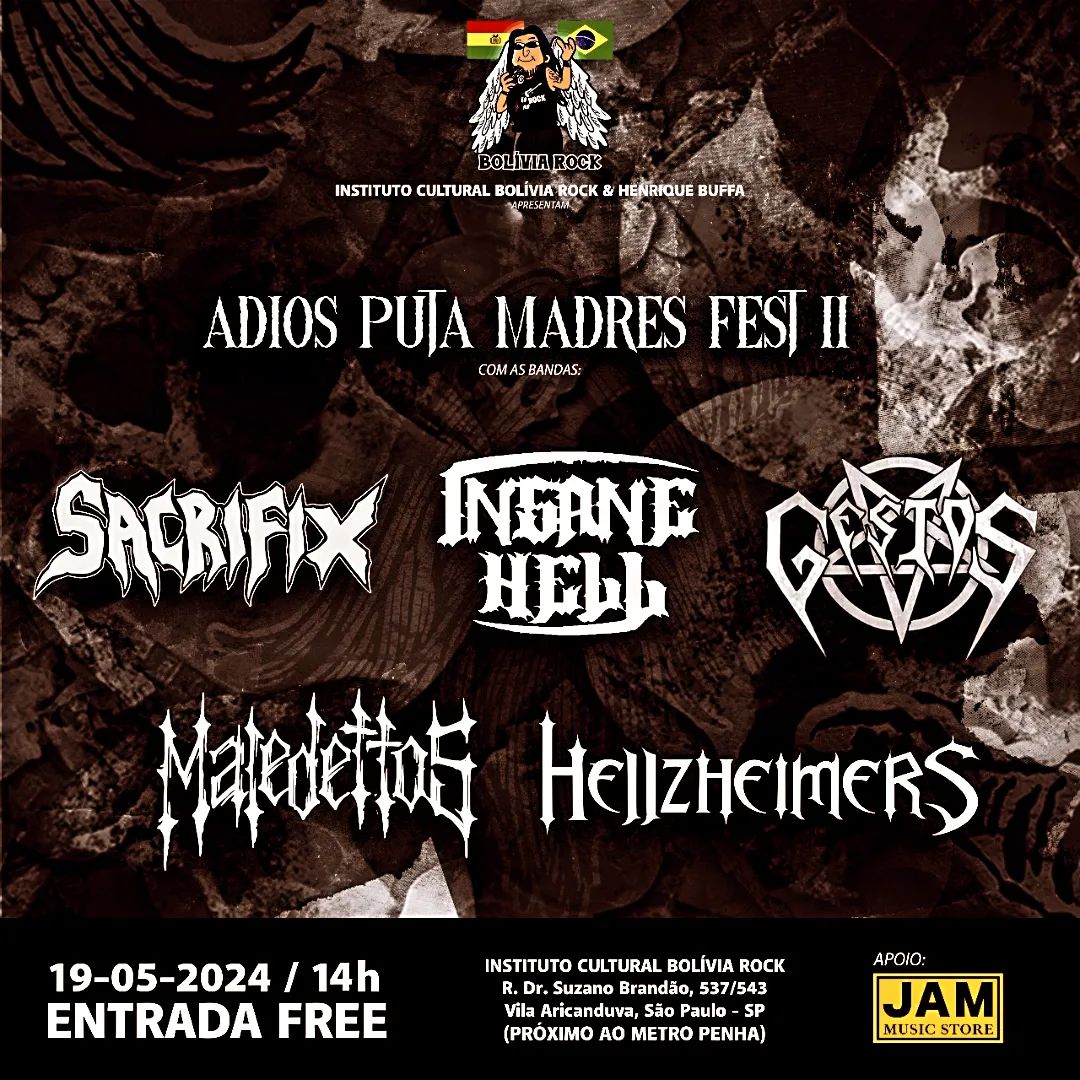 BOLÍVIA ROCK
INSTITUTO CULTURAL BOLÍVIA ROCK & HENRIQUE BUFFA
APRESENTAM
ADIOS PUTA MADRES FEST II
COM AS BANDAS:
SACRIFIX
INSANE HELL
GESTOS
MALEDETTOS
HELLZHEIMERS
19-05-2024 / 14h
ENTRADA FREE
INSTITUTO CULTURAL BOLÍVIA ROCK
R. Dr. Suzano Brandão, 537/543
Vila Aricanduva, São Paulo - SP
(PRÓXIMO AO METRO PENHA)
APOIO:
JAM
MUSIC STORE